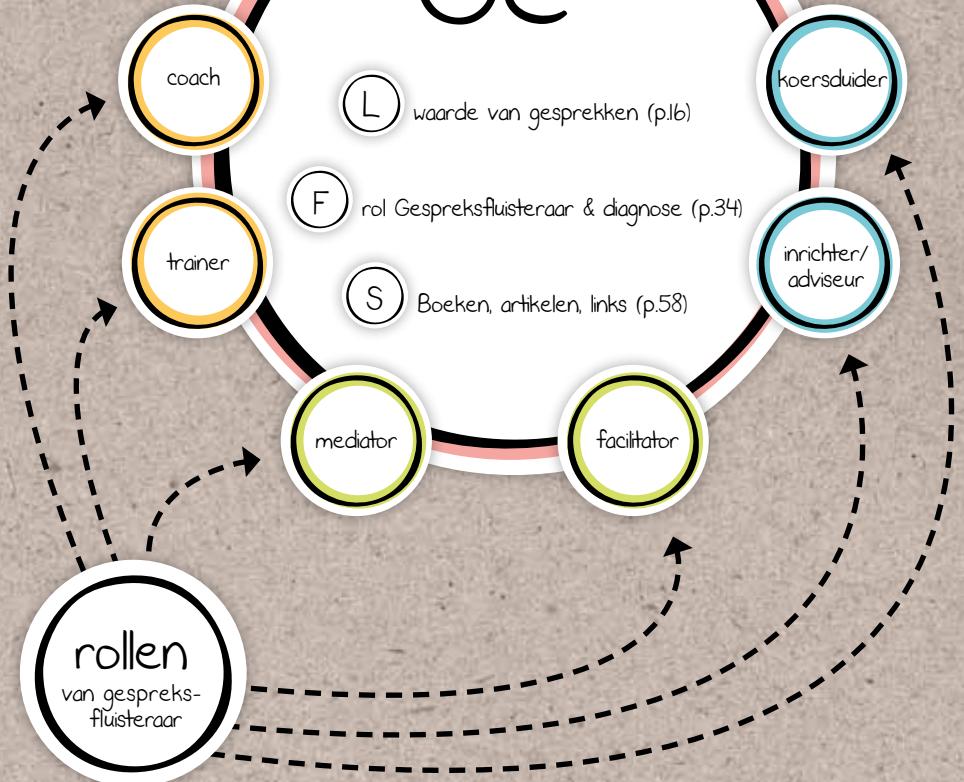 coach
koersduider
L waarde van gesprekken (p.16)
F rol Gespreksfluisteraar & diagnose (p.34)
trainer
inrichter/
adviseur
S Boeken, artikelen, links (p.58)
mediator
facilitator
rollen
van gespreks-
fluisteraar